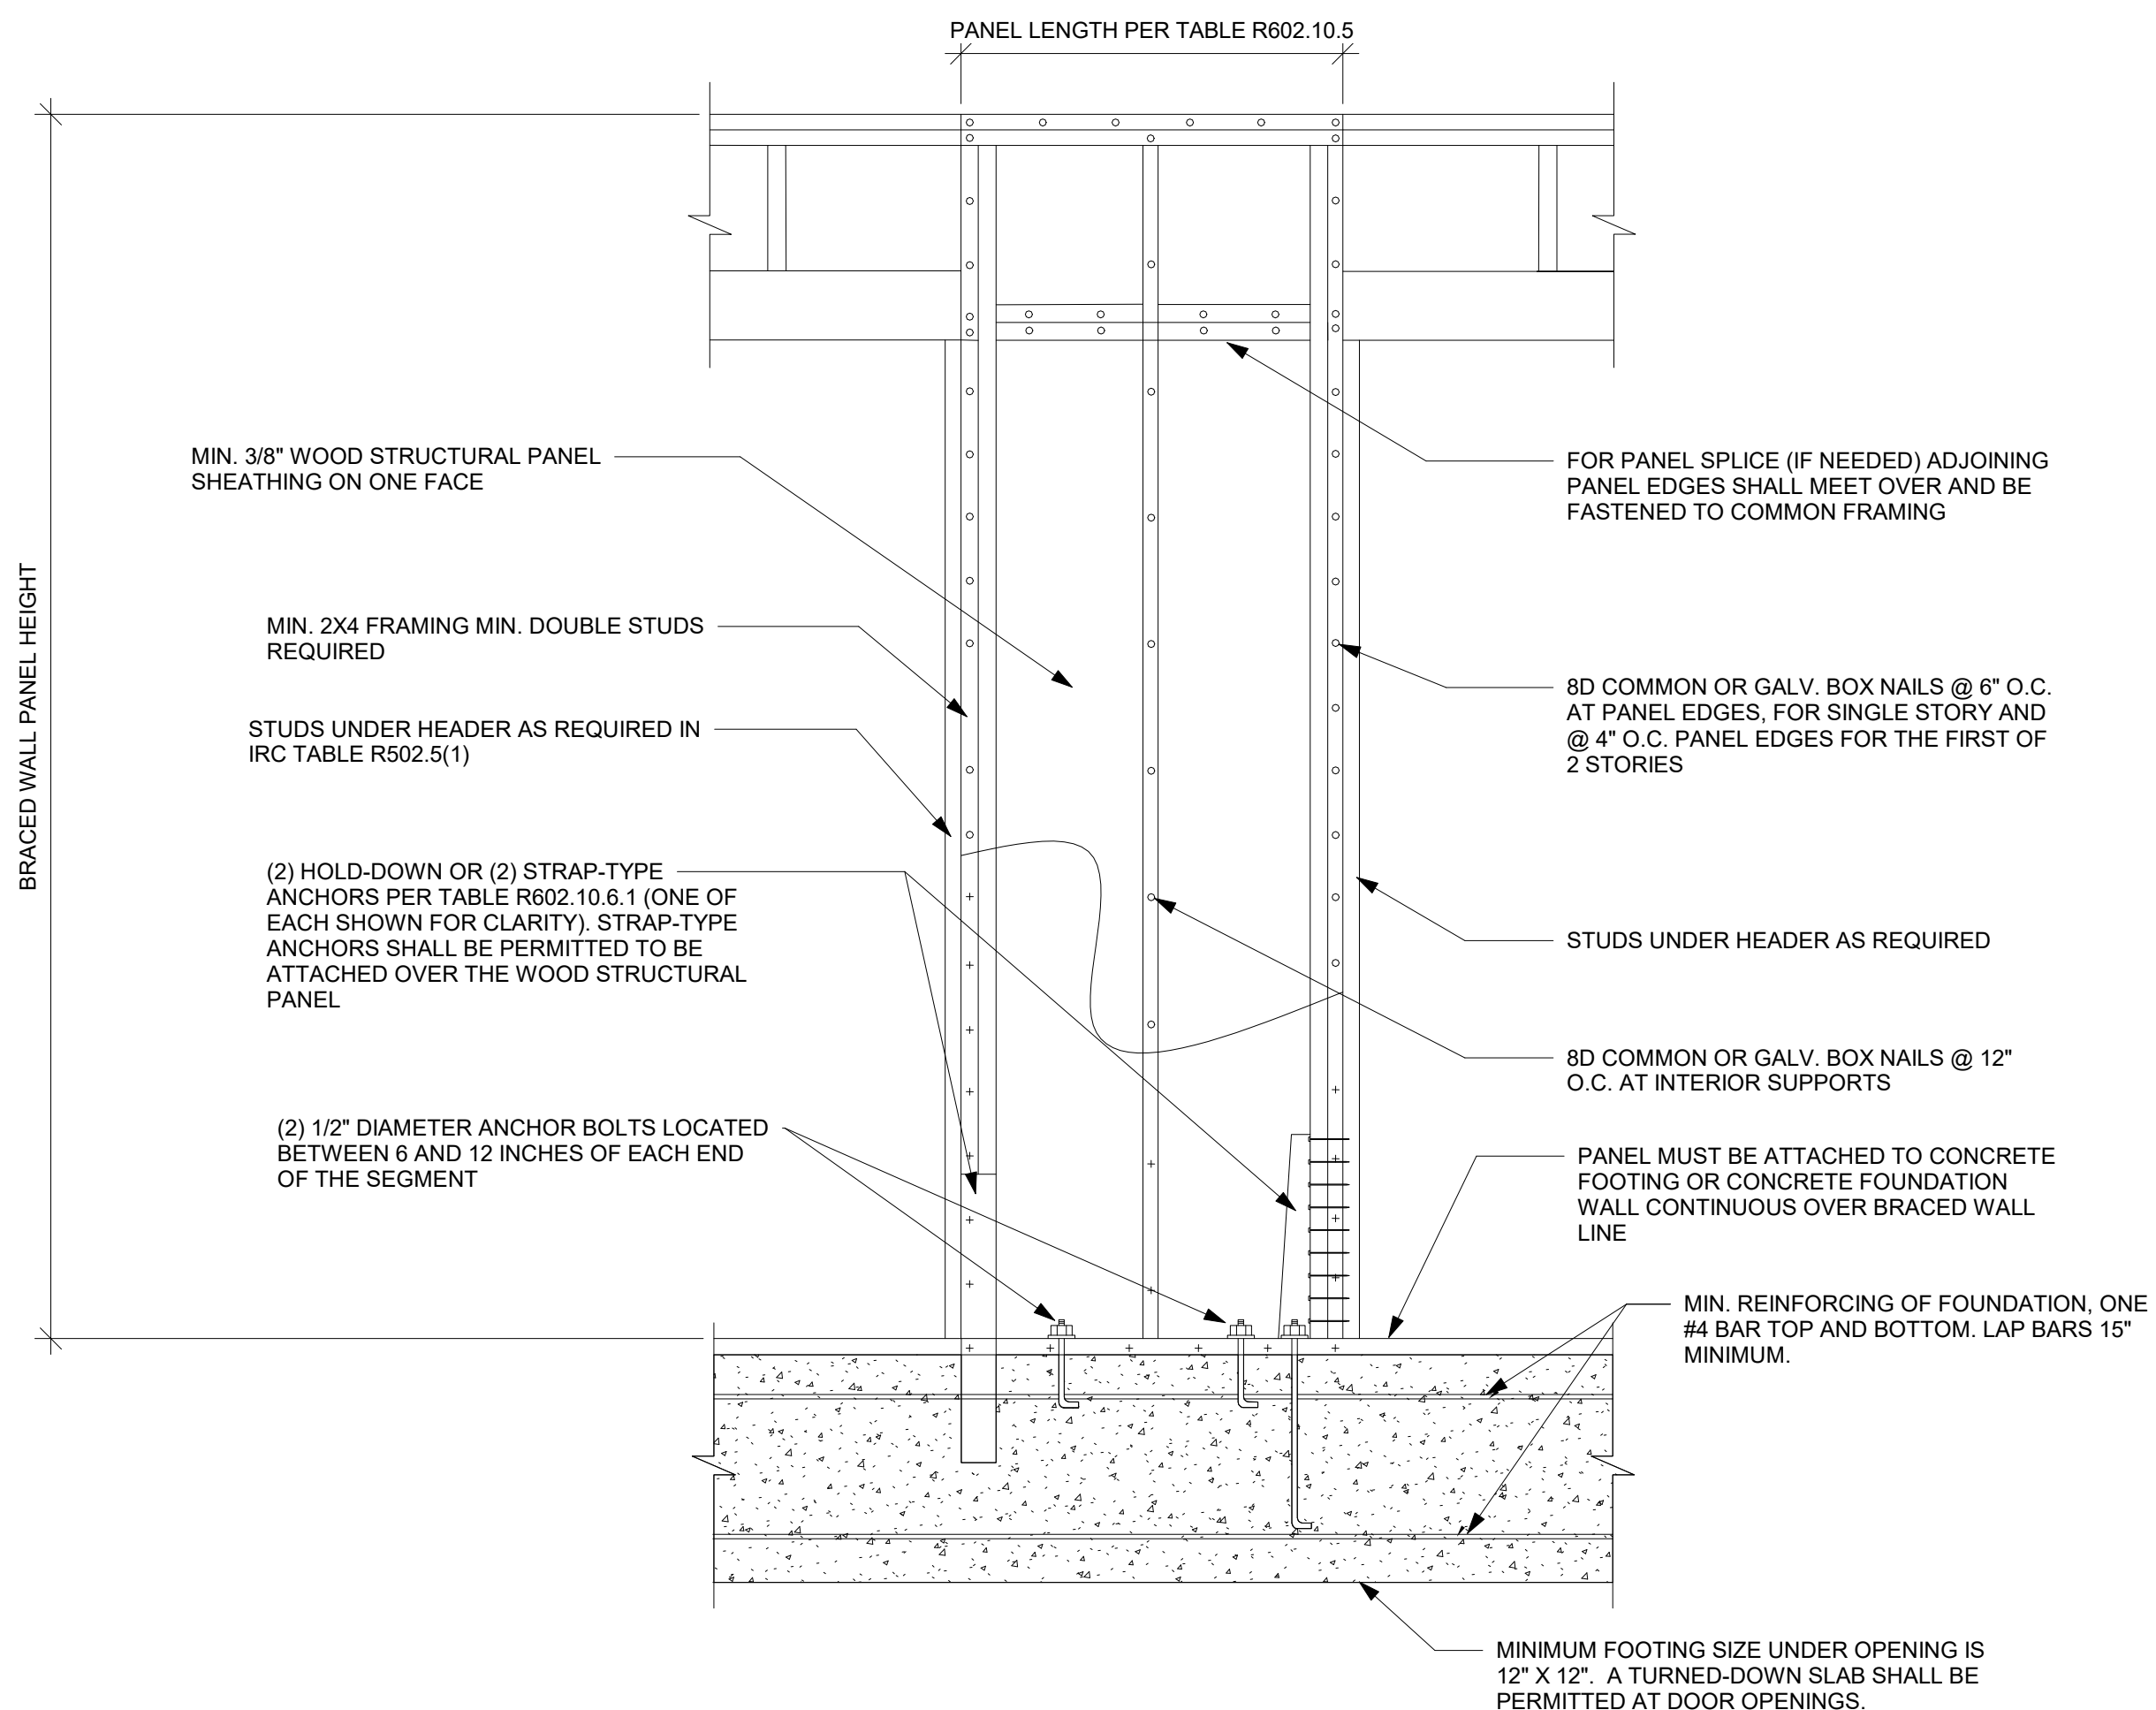 PANEL LENGTH PER TABLE R602.10.5
BRACED WALL PANEL HEIGHT
MIN. 3/8" WOOD STRUCTURAL PANEL
SHEATHING ON ONE FACE
MIN. 2X4 FRAMING MIN. DOUBLE STUDS
REQUIRED
STUDS UNDER HEADER AS REQUIRED IN
IRC TABLE R502.5(1)
(2) HOLD-DOWN OR (2) STRAP-TYPE
ANCHORS PER TABLE R602.10.6.1 (ONE OF
EACH SHOWN FOR CLARITY). STRAP-TYPE
ANCHORS SHALL BE PERMITTED TO BE
ATTACHED OVER THE WOOD STRUCTURAL
PANEL
(2) 1/2" DIAMETER ANCHOR BOLTS LOCATED
BETWEEN 6 AND 12 INCHES OF EACH END
OF THE SEGMENT
FOR PANEL SPLICE (IF NEEDED) ADJOINING
PANEL EDGES SHALL MEET OVER AND BE
FASTENED TO COMMON FRAMING
8D COMMON OR GALV. BOX NAILS @ 6" O.C.
AT PANEL EDGES, FOR SINGLE STORY AND
@ 4" O.C. PANEL EDGES FOR THE FIRST OF
2 STORIES
STUDS UNDER HEADER AS REQUIRED
8D COMMON OR GALV. BOX NAILS @ 12"
O.C. AT INTERIOR SUPPORTS
PANEL MUST BE ATTACHED TO CONCRETE
FOOTING OR CONCRETE FOUNDATION
WALL CONTINUOUS OVER BRACED WALL
LINE
MIN. REINFORCING OF FOUNDATION, ONE
#4 BAR TOP AND BOTTOM. LAP BARS 15"
MINIMUM.
MINIMUM FOOTING SIZE UNDER OPENING IS
12" X 12".  A TURNED-DOWN SLAB SHALL BE
PERMITTED AT DOOR OPENINGS.